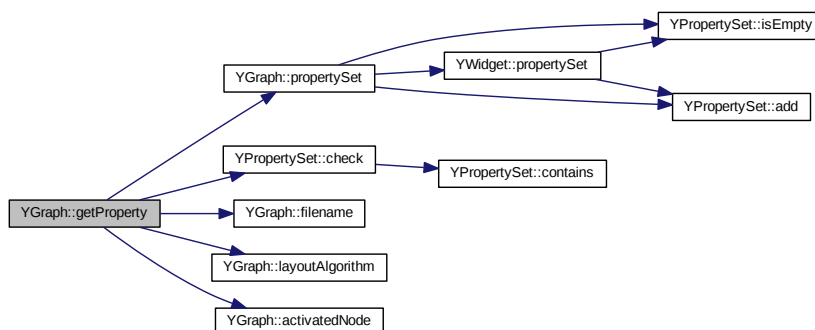 YPropertySet::isEmpty
YGraph::propertySet
YWidget::propertySet
YPropertySet::add
YPropertySet::check
YPropertySet::contains
YGraph::getProperty
YGraph::filename
YGraph::layoutAlgorithm
YGraph::activatedNode